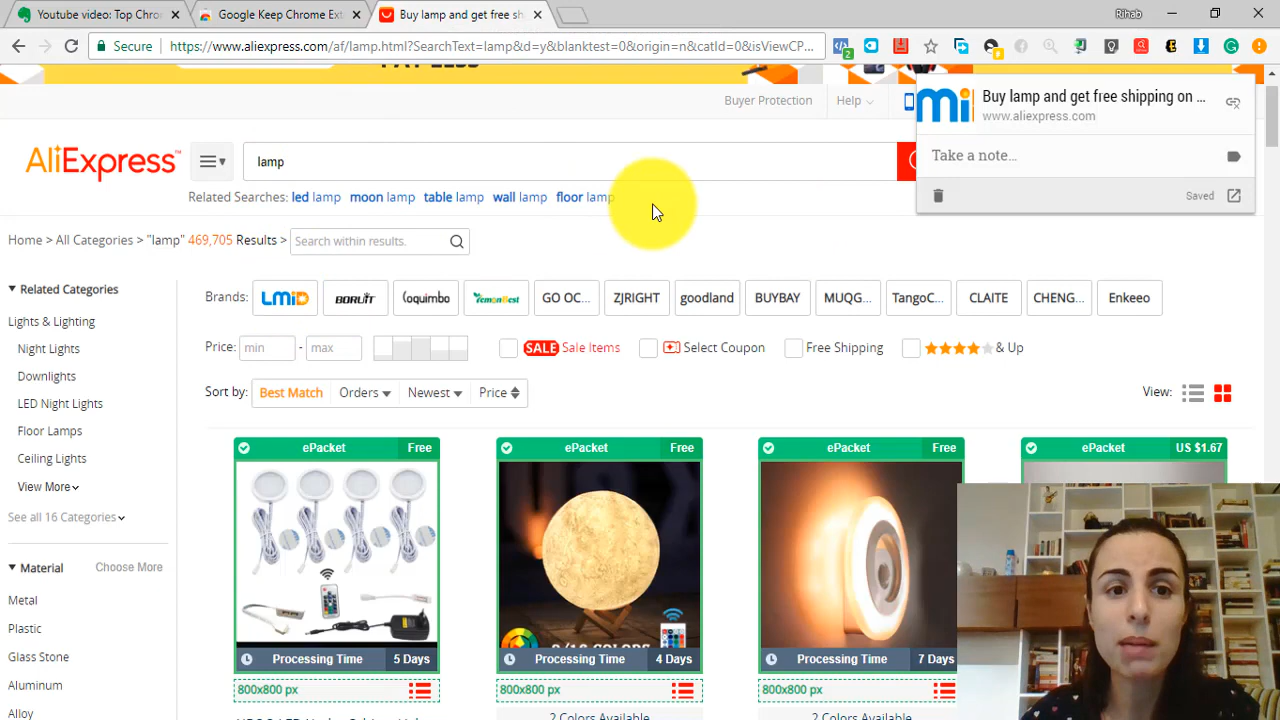 Youtube video: Top Chro
Google Keep Chrome Ext
Buy lamp and get free sh
Rihab
Secure
https://www.aliexpress.com/af/lamp.html?SearchText=lamp&d=y&blanktest=0&origin=n&catId=0&isViewCP...
2
Buyer Protection
Help
mi
Buy lamp and get free shipping on ...
www.aliexpress.com
Take a note...
Saved
AliExpress™
lamp
Related Searches: led lamp moon lamp table lamp wall lamp floor lamp
Home > All Categories > "lamp" 469,705 Results >
Search within results.
Related Categories
Lights & Lighting
Night Lights
Downlights
LED Night Lights
Floor Lamps
Ceiling Lights
View More
See all 16 Categories
Material
Choose More
Metal
Plastic
Glass Stone
Aluminum
Alloy
Brands: LMID BORUiT loquimbo lemonBest GO OC... ZJRIGHT goodland BUYBAY MUQG... TangoC... CLAITE CHENG... Enkeeo
Price: min - max
SALE Sale Items
Select Coupon
Free Shipping
& Up
Sort by: Best Match Orders Newest Price
View:
ePacket Free
ePacket Free
ePacket Free
ePacket US $1.67
Processing Time 5 Days
Processing Time 4 Days
Processing Time 7 Days
800x800 px
800x800 px
800x800 px
2 Colors Available
2 Colors Available